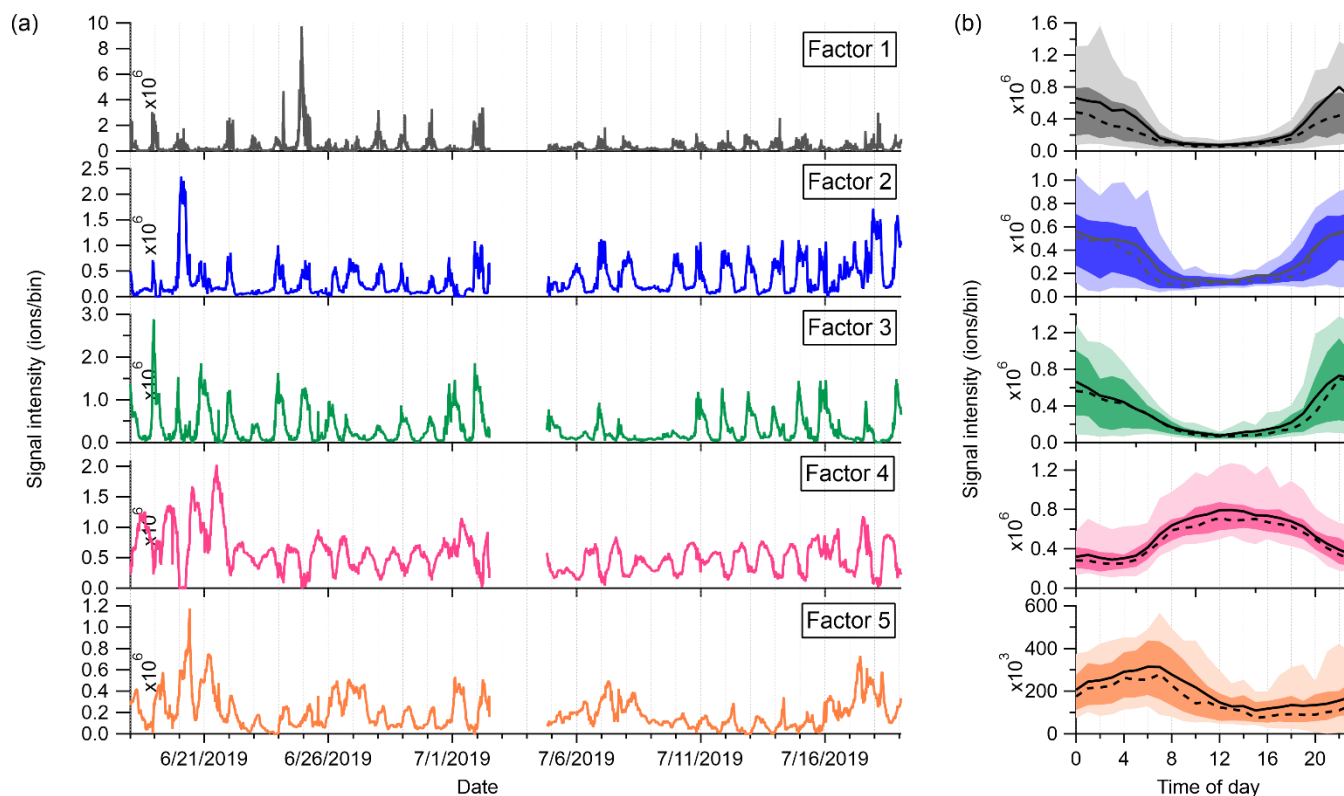 (a)
(b)
Signal intensity (ions/bin)
10
8
6
4
2
0
x10^6
Factor 1
2.5
2.0
1.5
1.0
0.5
0.0
x10^6
Factor 2
3.0
2.0
1.0
0.0
x10^6
Factor 3
2.0
1.5
1.0
0.5
0.0
x10^6
Factor 4
1.2
1.0
0.8
0.6
0.4
0.2
0.0
x10^6
Factor 5
6/21/2019 6/26/2019 7/1/2019 7/6/2019 7/11/2019 7/16/2019
Date
Signal intensity (ions/bin)
1.6
1.2
0.8
0.4
0.0
x10^6
1.0
0.8
0.6
0.4
0.2
0.0
x10^6
1.2
0.8
0.4
0.0
x10^6
1.2
0.8
0.4
0.0
x10^6
600
400
200
0
x10^3
0 4 8 12 16 20
Time of day